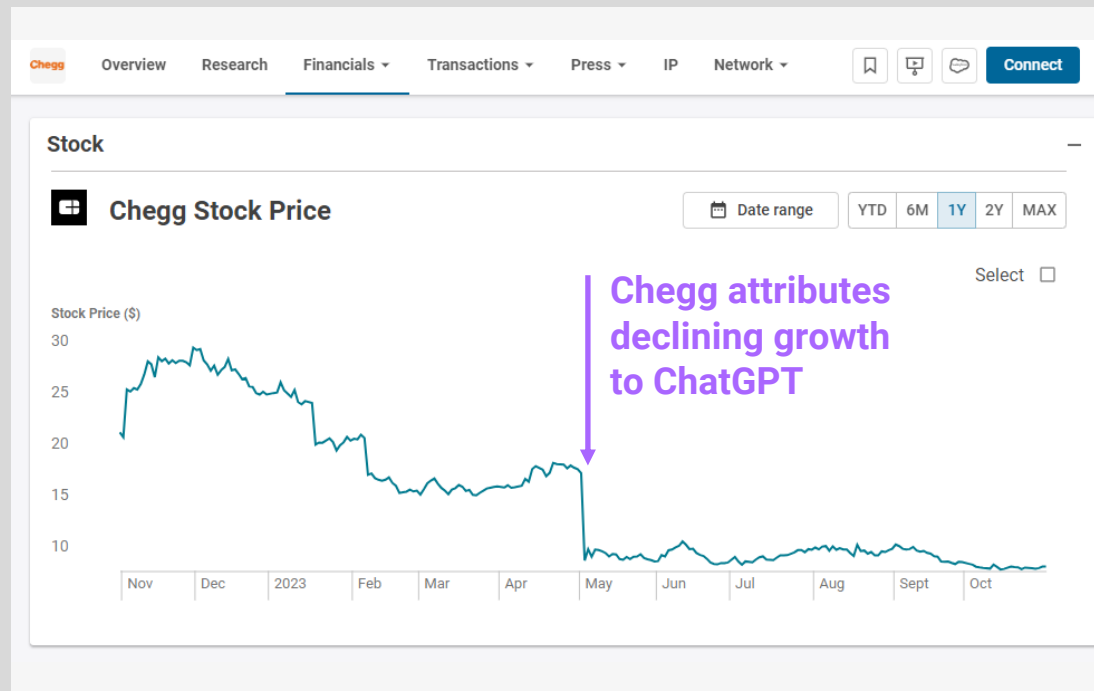 Chegg Overview Research Financials Transactions Press IP Network Connect
Stock
Chegg Stock Price Date range YTD 6M 1Y 2Y MAX
Select
Chegg attributes
declining growth
to ChatGPT
Stock Price ($)
30
25
20
15
10
Nov Dec 2023 Feb Mar Apr May Jun Jul Aug Sept Oct